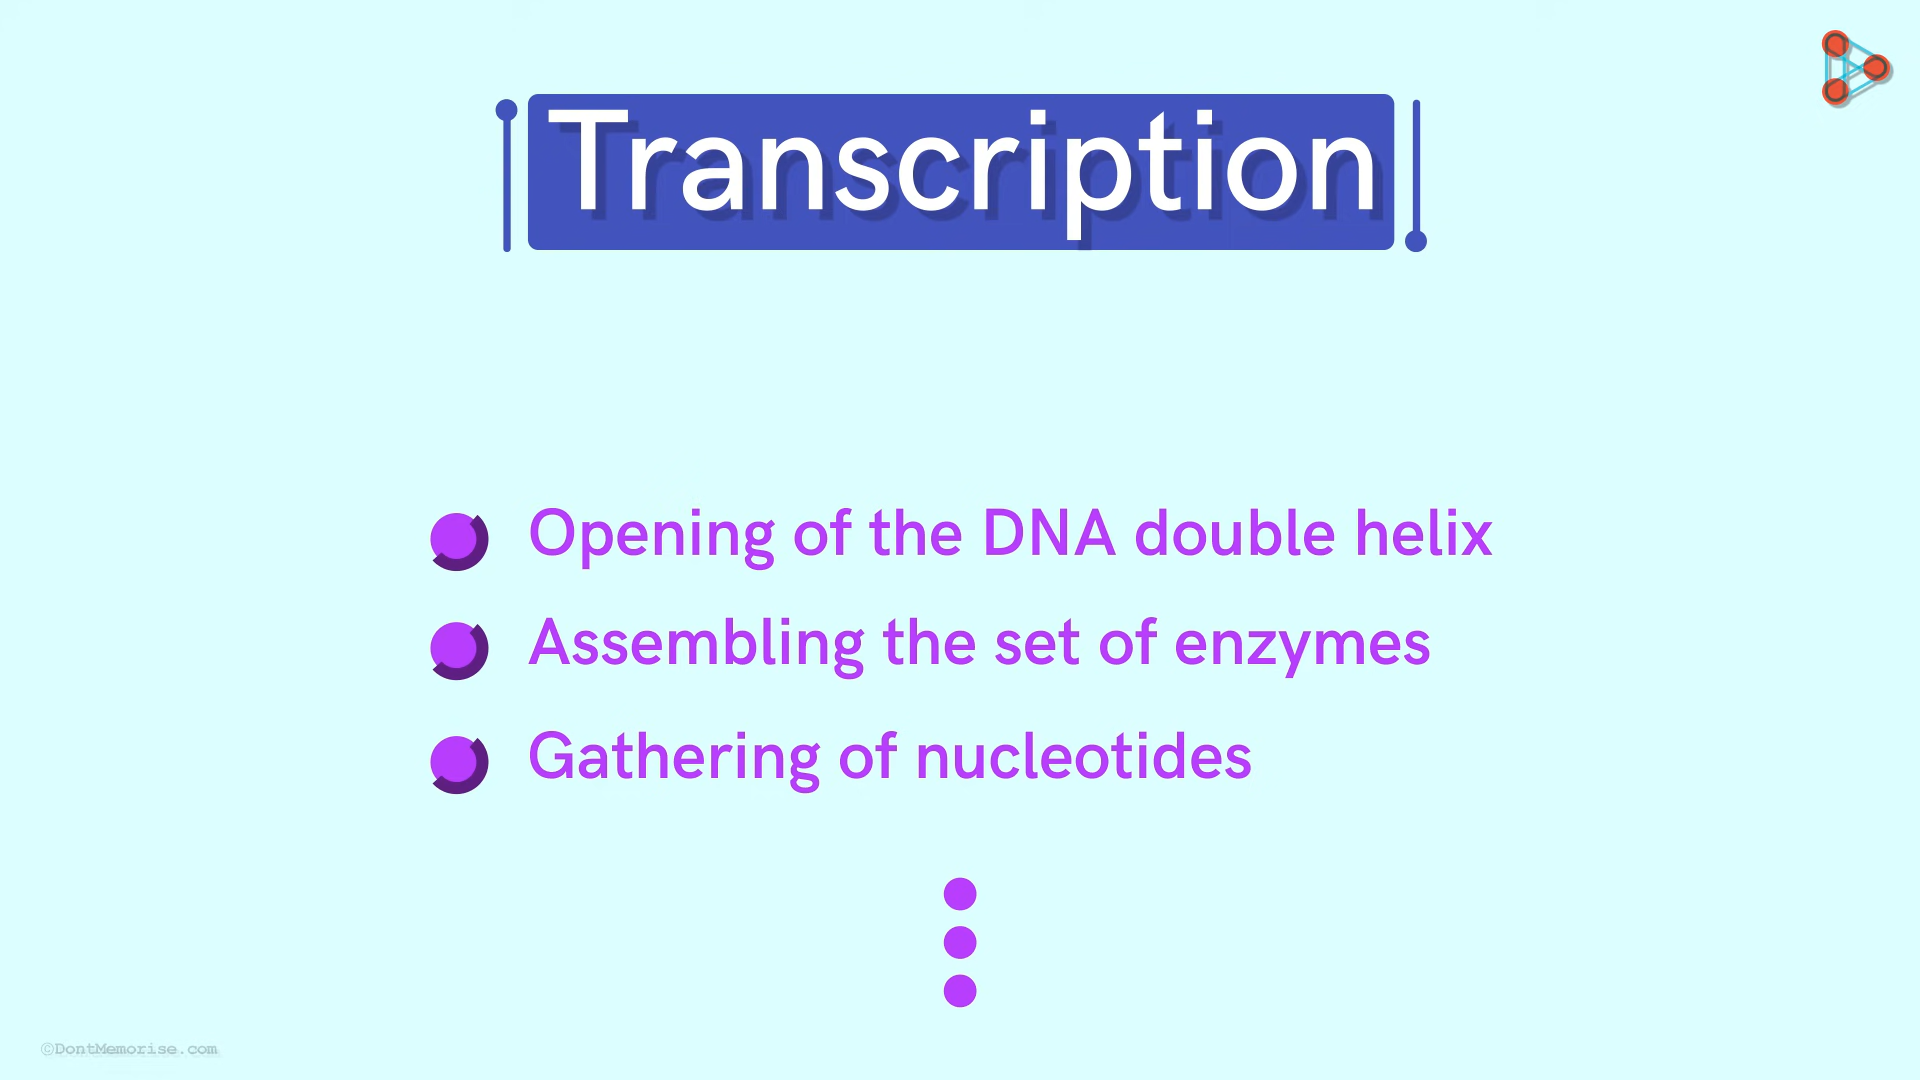 Transcription
Opening of the DNA double helix
Assembling the set of enzymes
Gathering of nucleotides
©DontMemorise.com